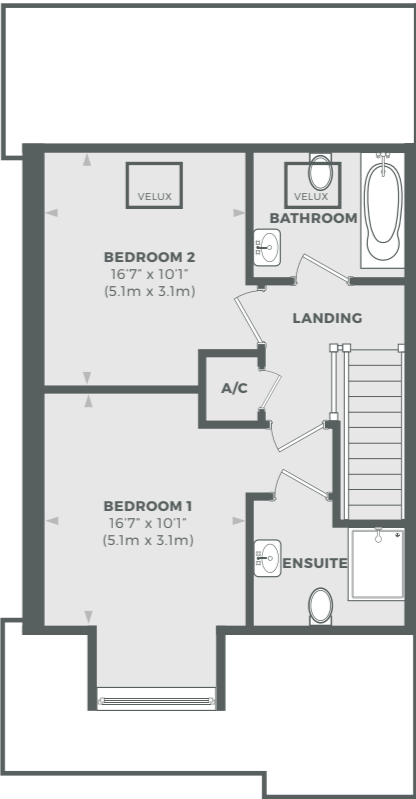 VELUX
VELUX
BATHROOM
BEDROOM 2
16’7” x 10’1”
(5.1m x 3.1m)
LANDING
A/C
BEDROOM 1
16’7” x 10’1”
(5.1m x 3.1m)
ENSUITE